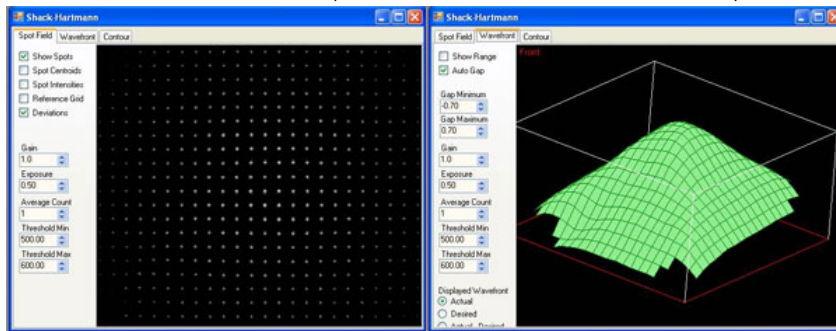 Shack-Hartmann
Spot Field Wavefront Contour
Show Spots
Spot Centroids
Spot Intensities
Reference Grid
Deviations
Gain
1.0
Exposure
0.50
Average Count
1
Threshold Min
500.00
Threshold Max
600.00
Shack-Hartmann
Spot Field Wavefront Contour
Show Range
Auto Gap
Gap Minimum
-0.70
Gap Maximum
0.70
Gain
1.0
Exposure
0.50
Average Count
1
Threshold Min
500.00
Threshold Max
600.00
Displayed Wavefront
Actual
Desired
Actual - Desired
Front